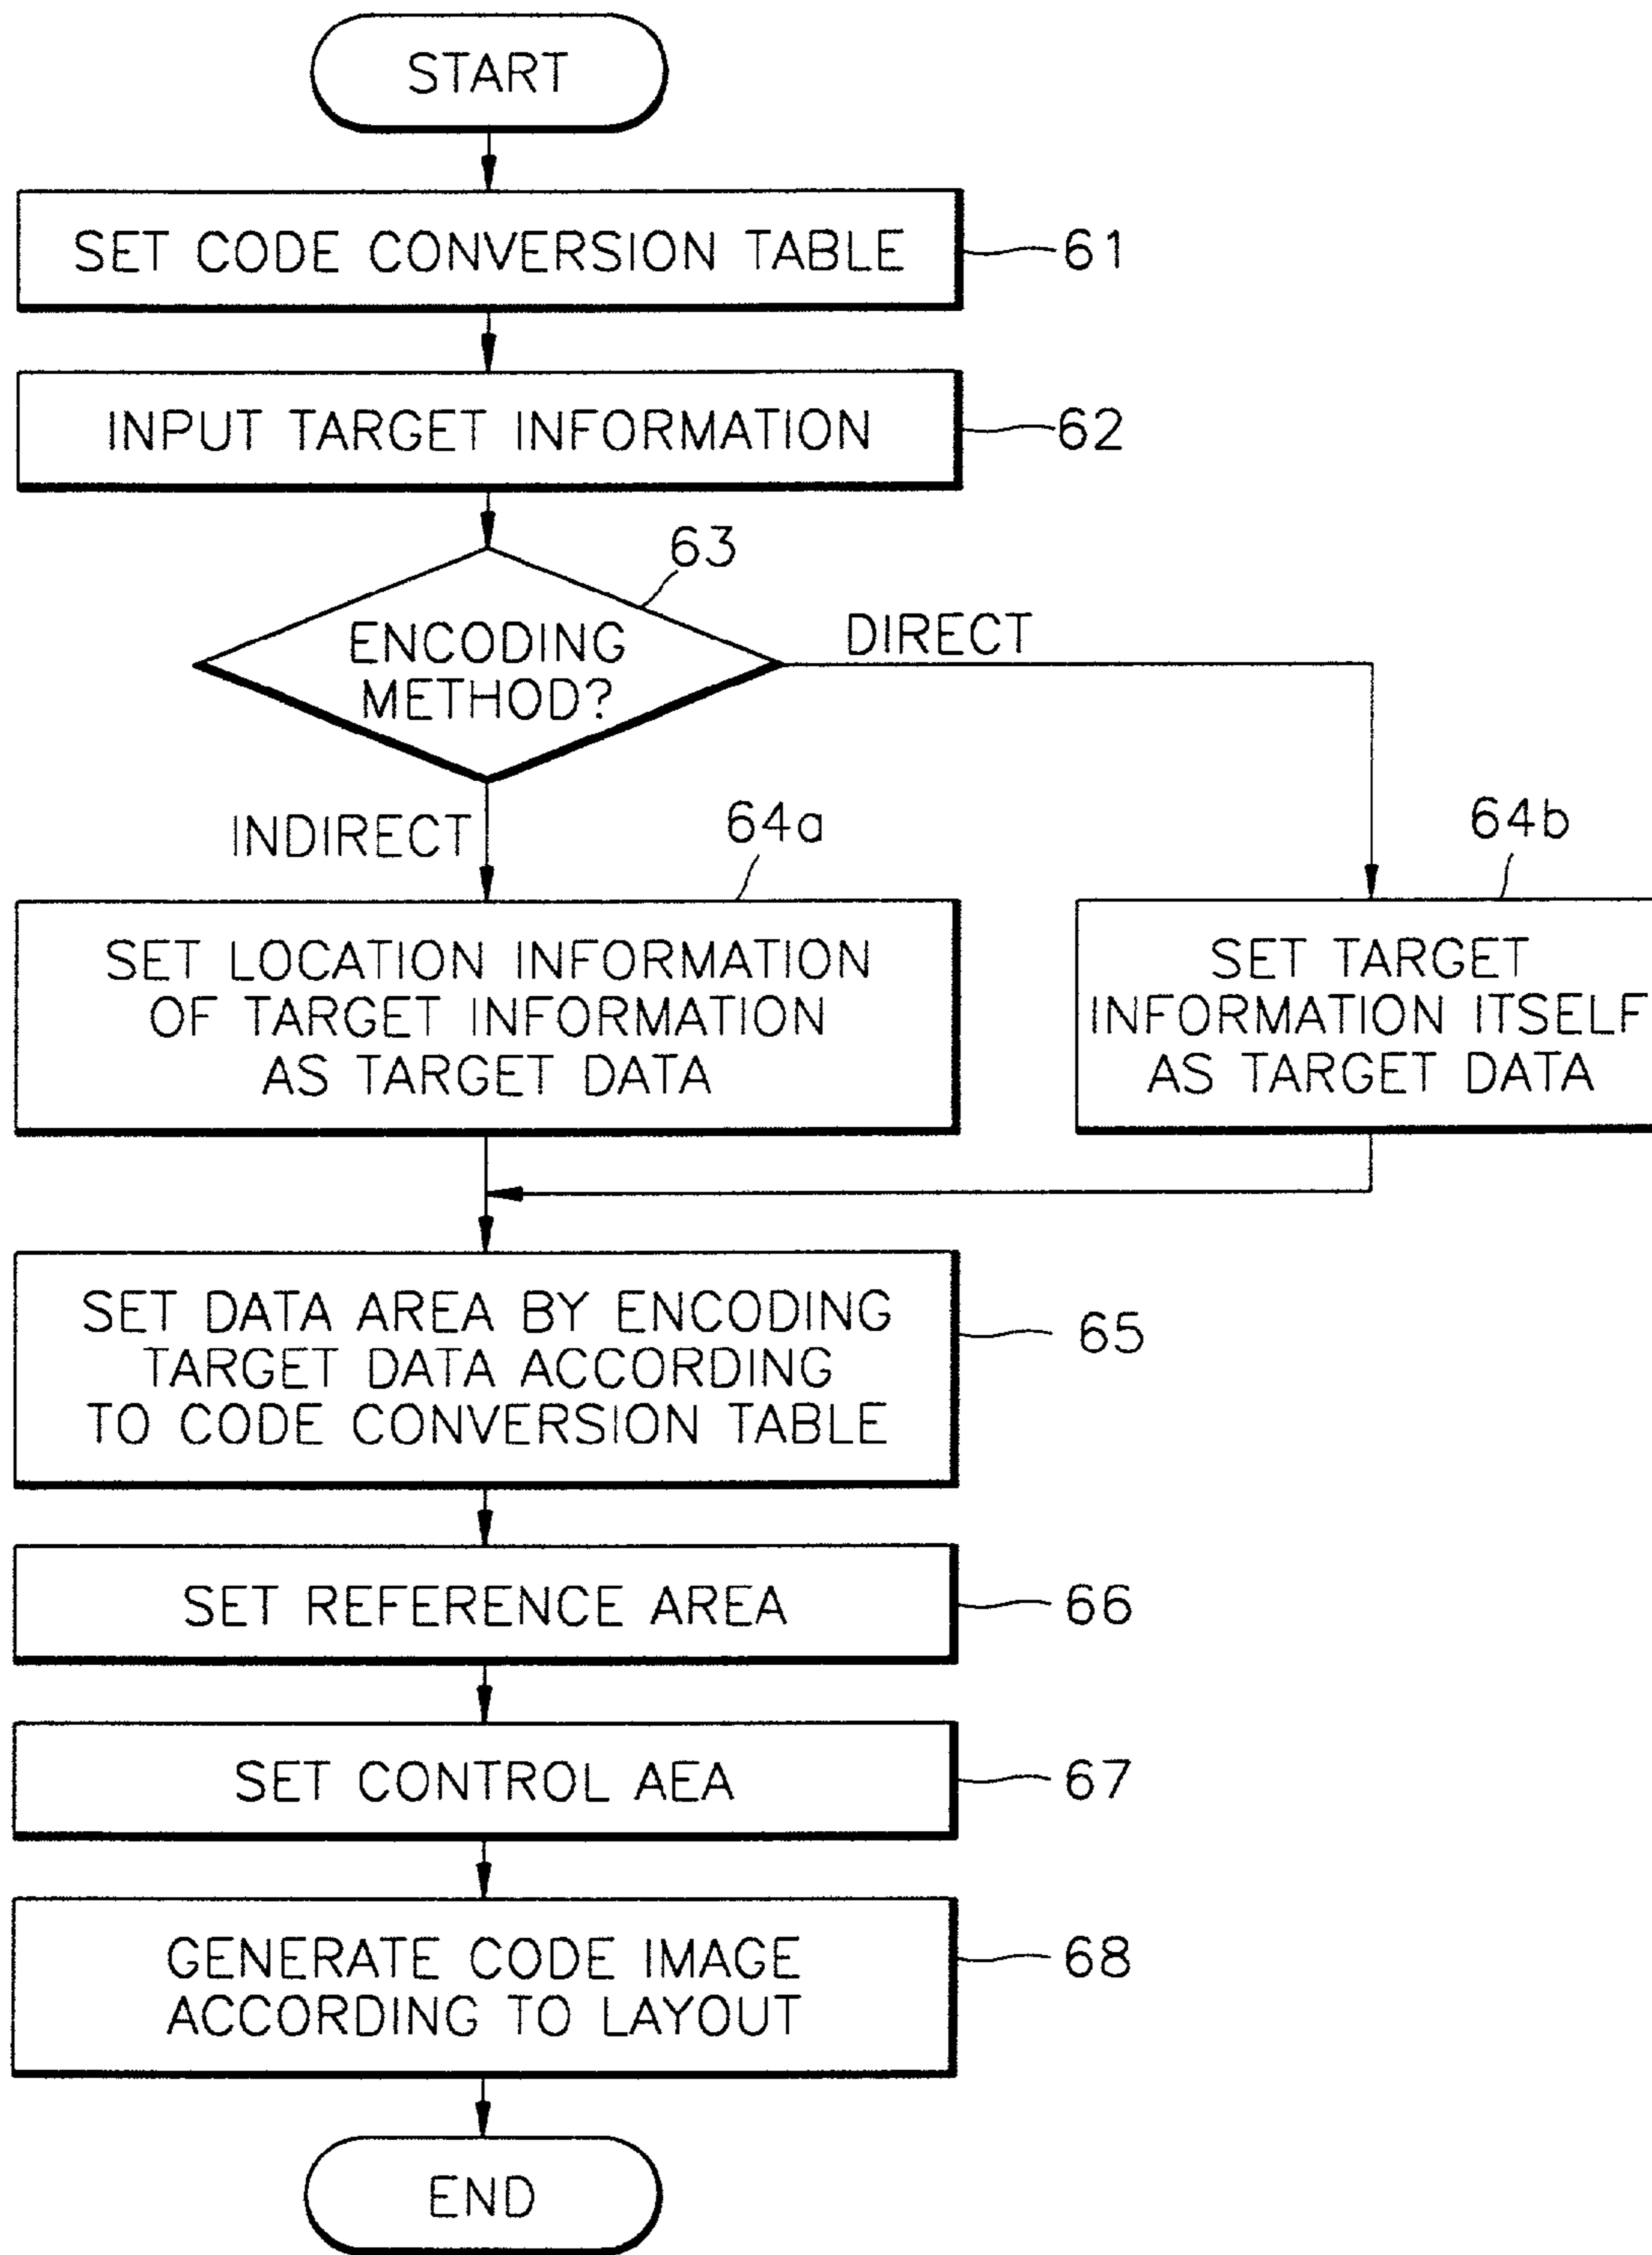 START
SET CODE CONVERSION TABLE
61
INPUT TARGET INFORMATION
62
63
ENCODING
METHOD?
DIRECT
INDIRECT
64a
64b
SET LOCATION INFORMATION
OF TARGET INFORMATION
AS TARGET DATA
SET TARGET
INFORMATION ITSELF
AS TARGET DATA
SET DATA AREA BY ENCODING
TARGET DATA ACCORDING
TO CODE CONVERSION TABLE
65
SET REFERENCE AREA
66
SET CONTROL AEA
67
GENERATE CODE IMAGE
ACCORDING TO LAYOUT
68
END